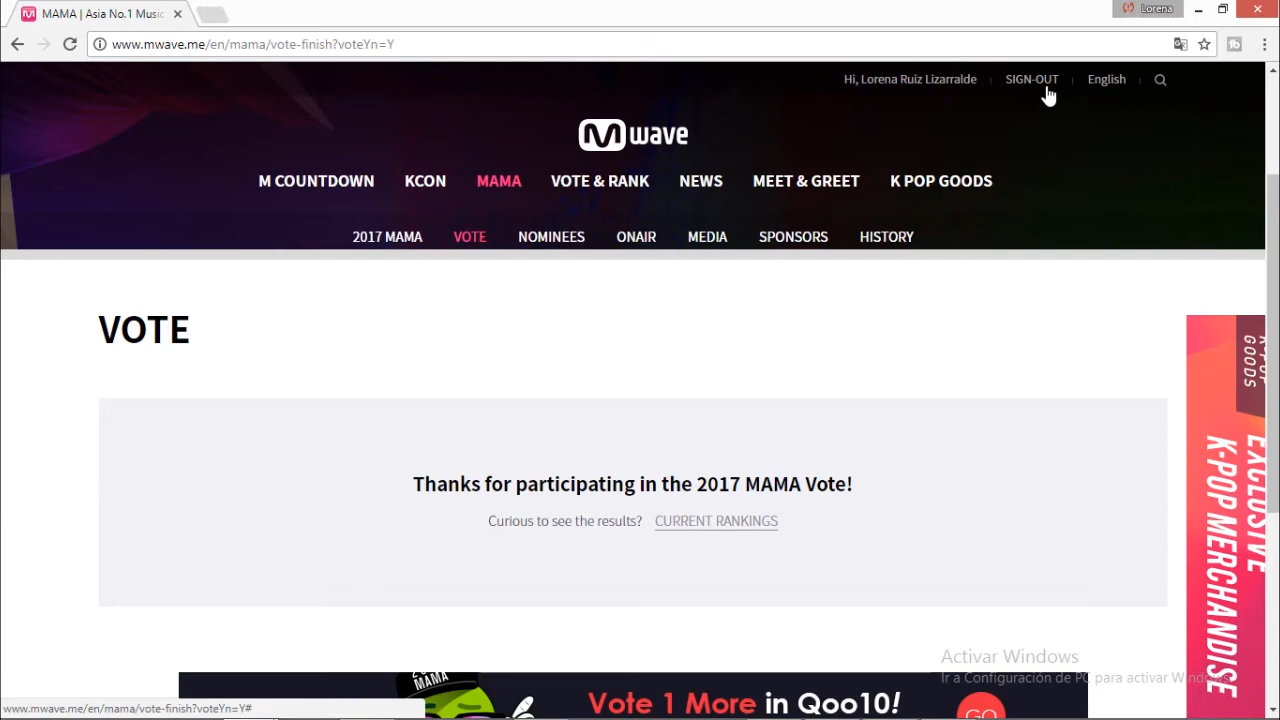 MAMA | Asia No.1 Music
Lorena
www.mwave.me/en/mama/vote-finish?voteYn=Y
Hi, Lorena Ruiz Lizarralde
SIGN-OUT
English
M wave
M COUNTDOWN KCON MAMA VOTE & RANK NEWS MEET & GREET K POP GOODS
2017 MAMA VOTE NOMINEES ONAIR MEDIA SPONSORS HISTORY
VOTE
K-POP
GOODS
EXCLUSIVE
K-POP MERCHANDISE
Thanks for participating in the 2017 MAMA Vote!
Curious to see the results? CURRENT RANKINGS
Activar Windows
Ir a Configuración de PC para activar Windows.
MAMA
Vote 1 More in Qoo10!
GO
www.mwave.me/en/mama/vote-finish?voteYn=Y#